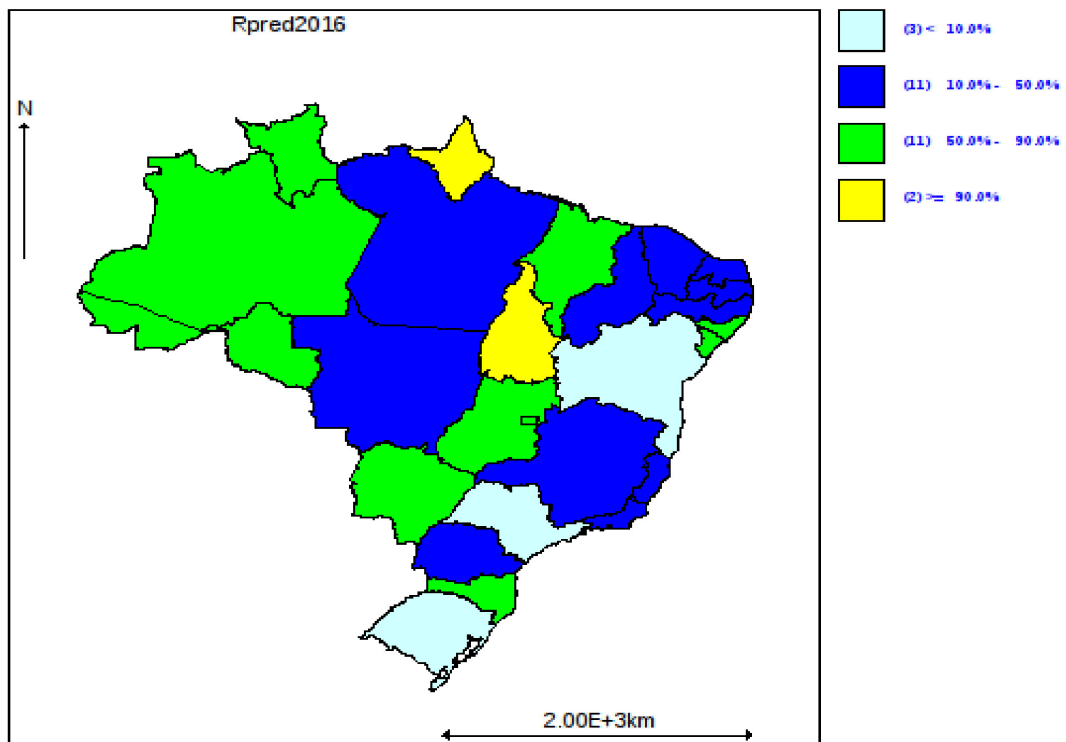 Rpred2016
N
(3) < 10.0%
(11) 10.0% - 50.0%
(11) 50.0% - 90.0%
(2) >= 90.0%
2.00E+3km